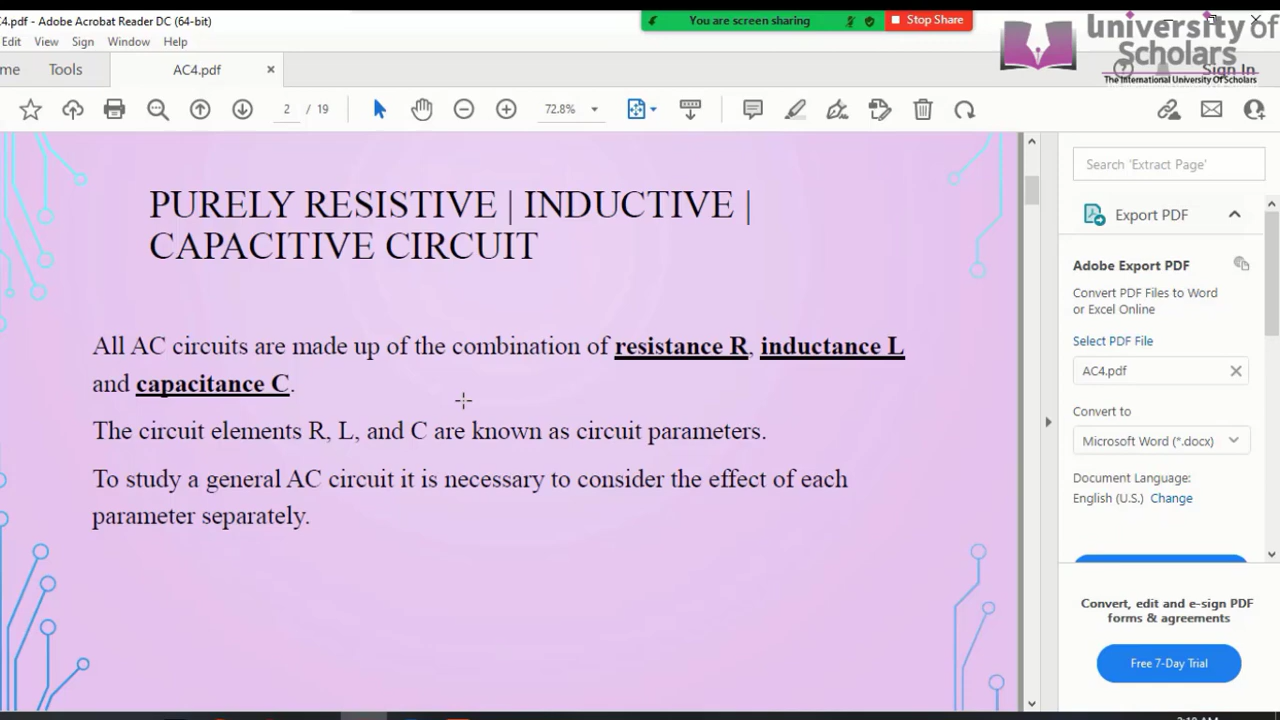 4.pdf - Adobe Acrobat Reader DC (64-bit)
You are screen sharing
Stop Share
university of
Scholars
The International University Of Scholars
Edit View Sign Window Help
me Tools AC4.pdf Sign In
2 / 19 72.8%
PURELY RESISTIVE | INDUCTIVE |
CAPACITIVE CIRCUIT
All AC circuits are made up of the combination of resistance R, inductance L
and capacitance C.
The circuit elements R, L, and C are known as circuit parameters.
To study a general AC circuit it is necessary to consider the effect of each
parameter separately.
Search 'Extract Page'
Export PDF
Adobe Export PDF
Convert PDF Files to Word
or Excel Online
Select PDF File
AC4.pdf
Convert to
Microsoft Word (*.docx)
Document Language:
English (U.S.) Change
Convert, edit and e-sign PDF
forms & agreements
Free 7-Day Trial